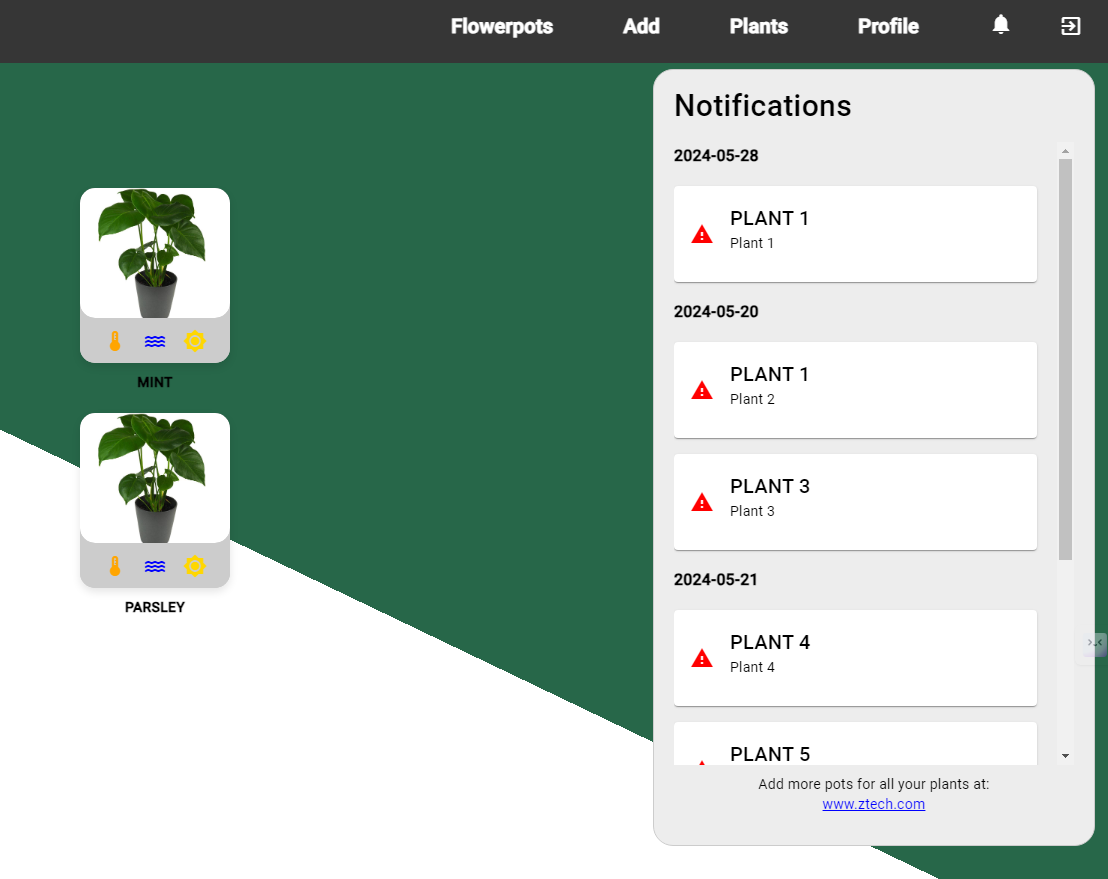 Flowerpots Add Plants Profile
Notifications
2024-05-28
PLANT 1
Plant 1
2024-05-20
PLANT 1
Plant 2
PLANT 3
Plant 3
2024-05-21
PLANT 4
Plant 4
PLANT 5
Add more pots for all your plants at:
www.ztech.com
MINT
PARSLEY